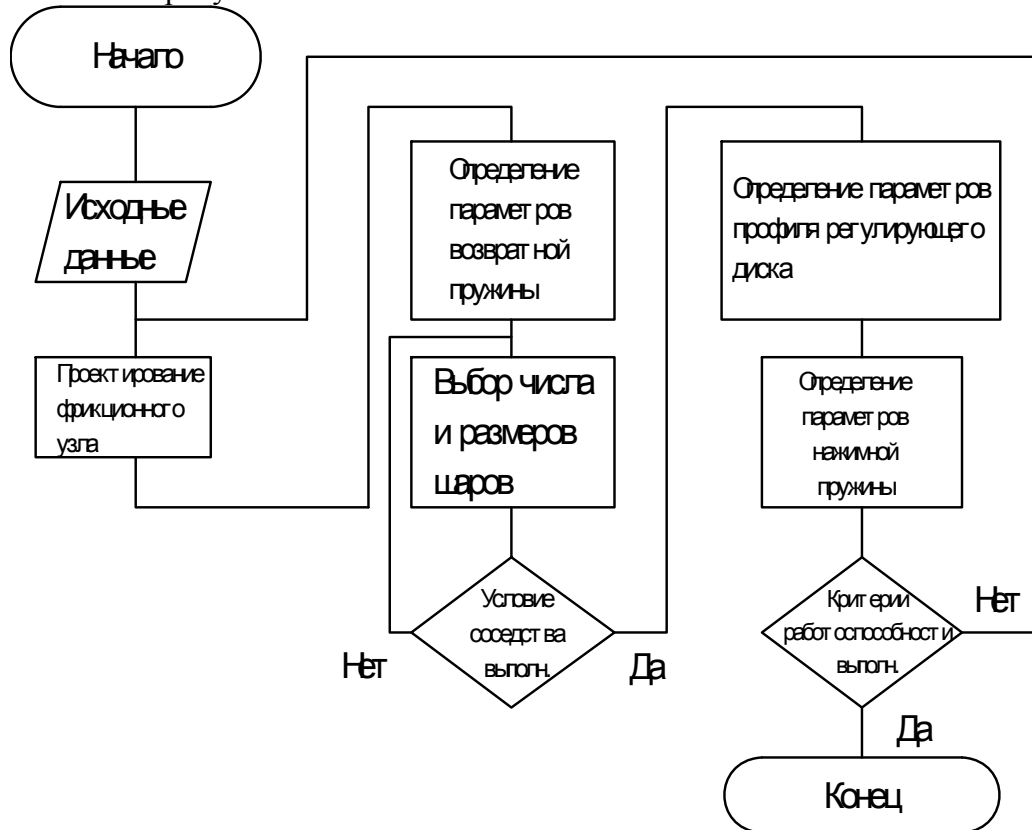 Начало
Исходные
данные
Проектирование
фрикционного
узла
Определение
параметров
возвратной
пружины
Выбор числа
и размеров
шаров
Условие
соседства
выполн.
Нет
Да
Определение параметров
профиля регулирующего
диска
Определение
параметров
нажимной
пружины
Критерии
работоспособности
выполн.
Нет
Да
Конец